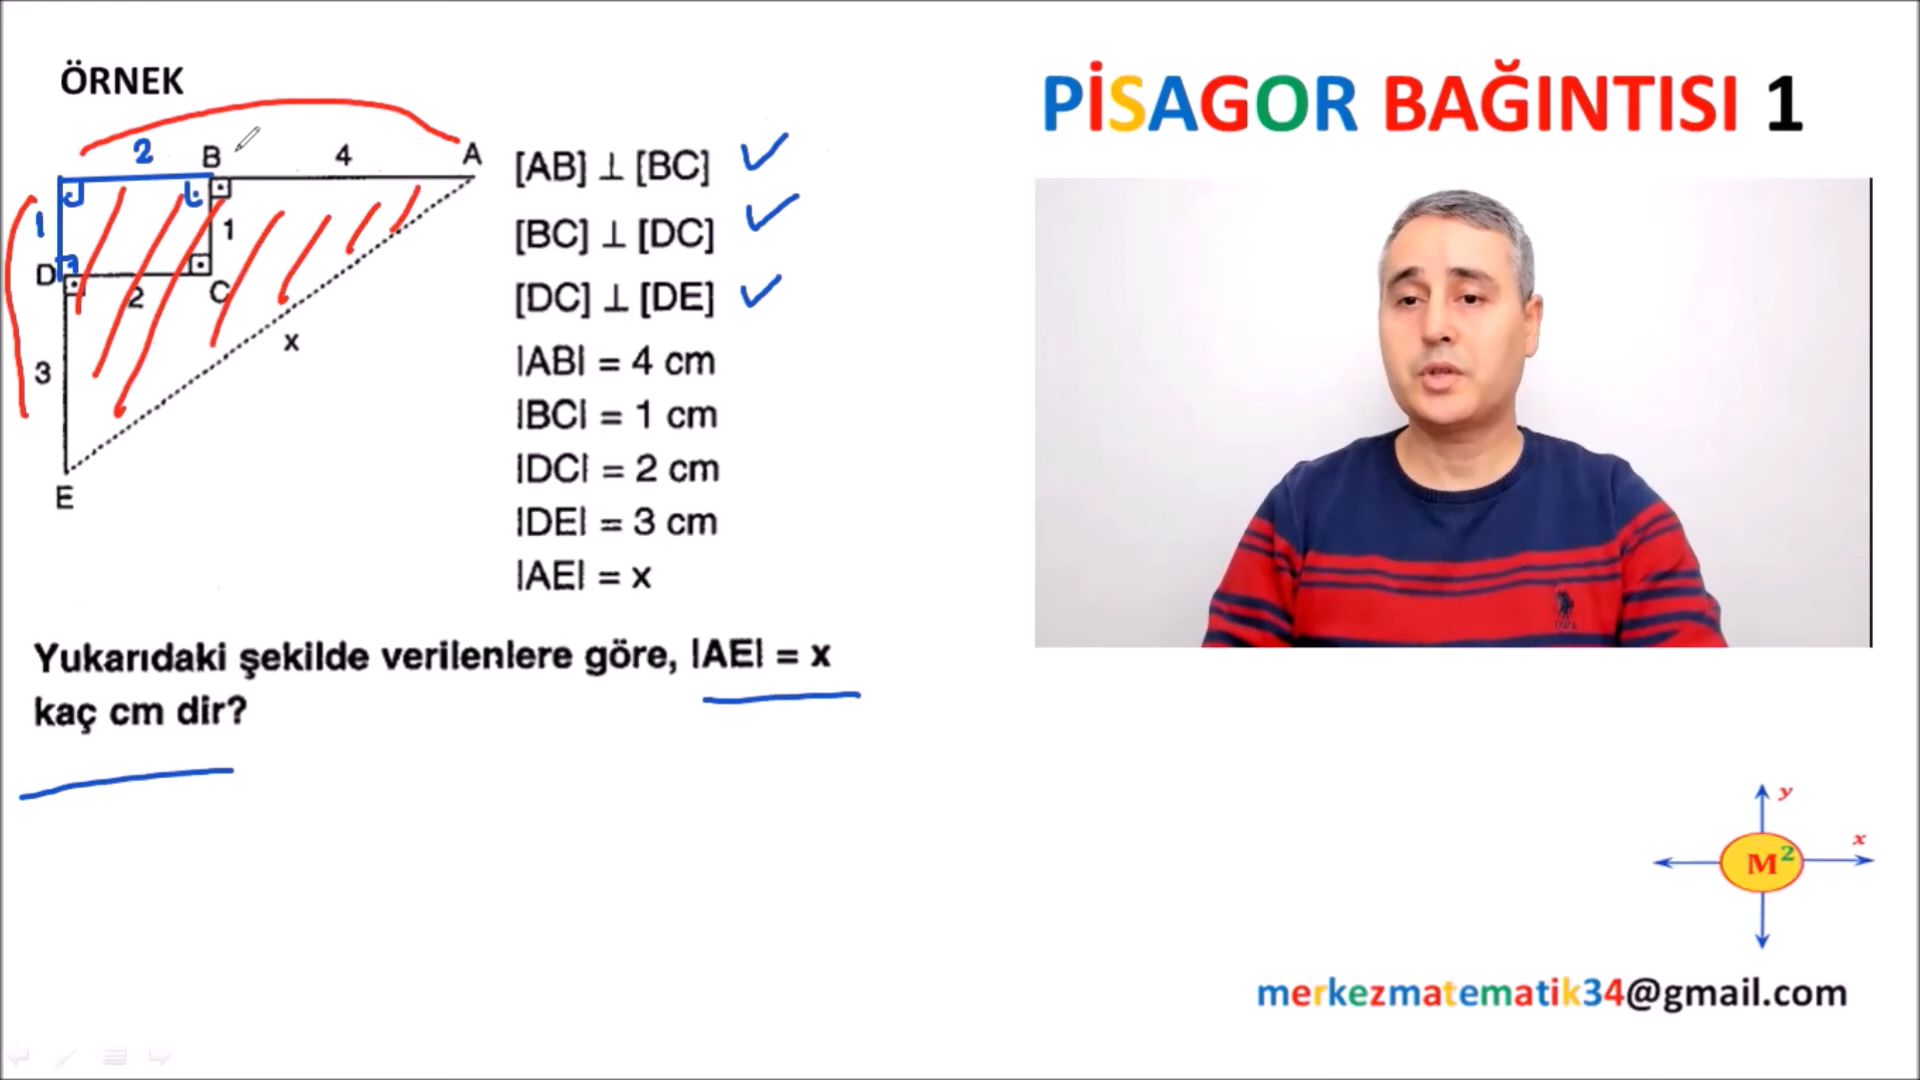 ÖRNEK
PİSAGOR BAĞINTISI 1
2 B 4 A
1
1
D
2 C
x
3
E
[AB] ⊥ [BC]
[BC] ⊥ [DC]
[DC] ⊥ [DE]
|AB| = 4 cm
|BC| = 1 cm
|DC| = 2 cm
|DE| = 3 cm
|AE| = x
Yukarıdaki şekilde verilenlere göre, |AE| = x
kaç cm dir?
y
x
M²
merkezmatematik34@gmail.com